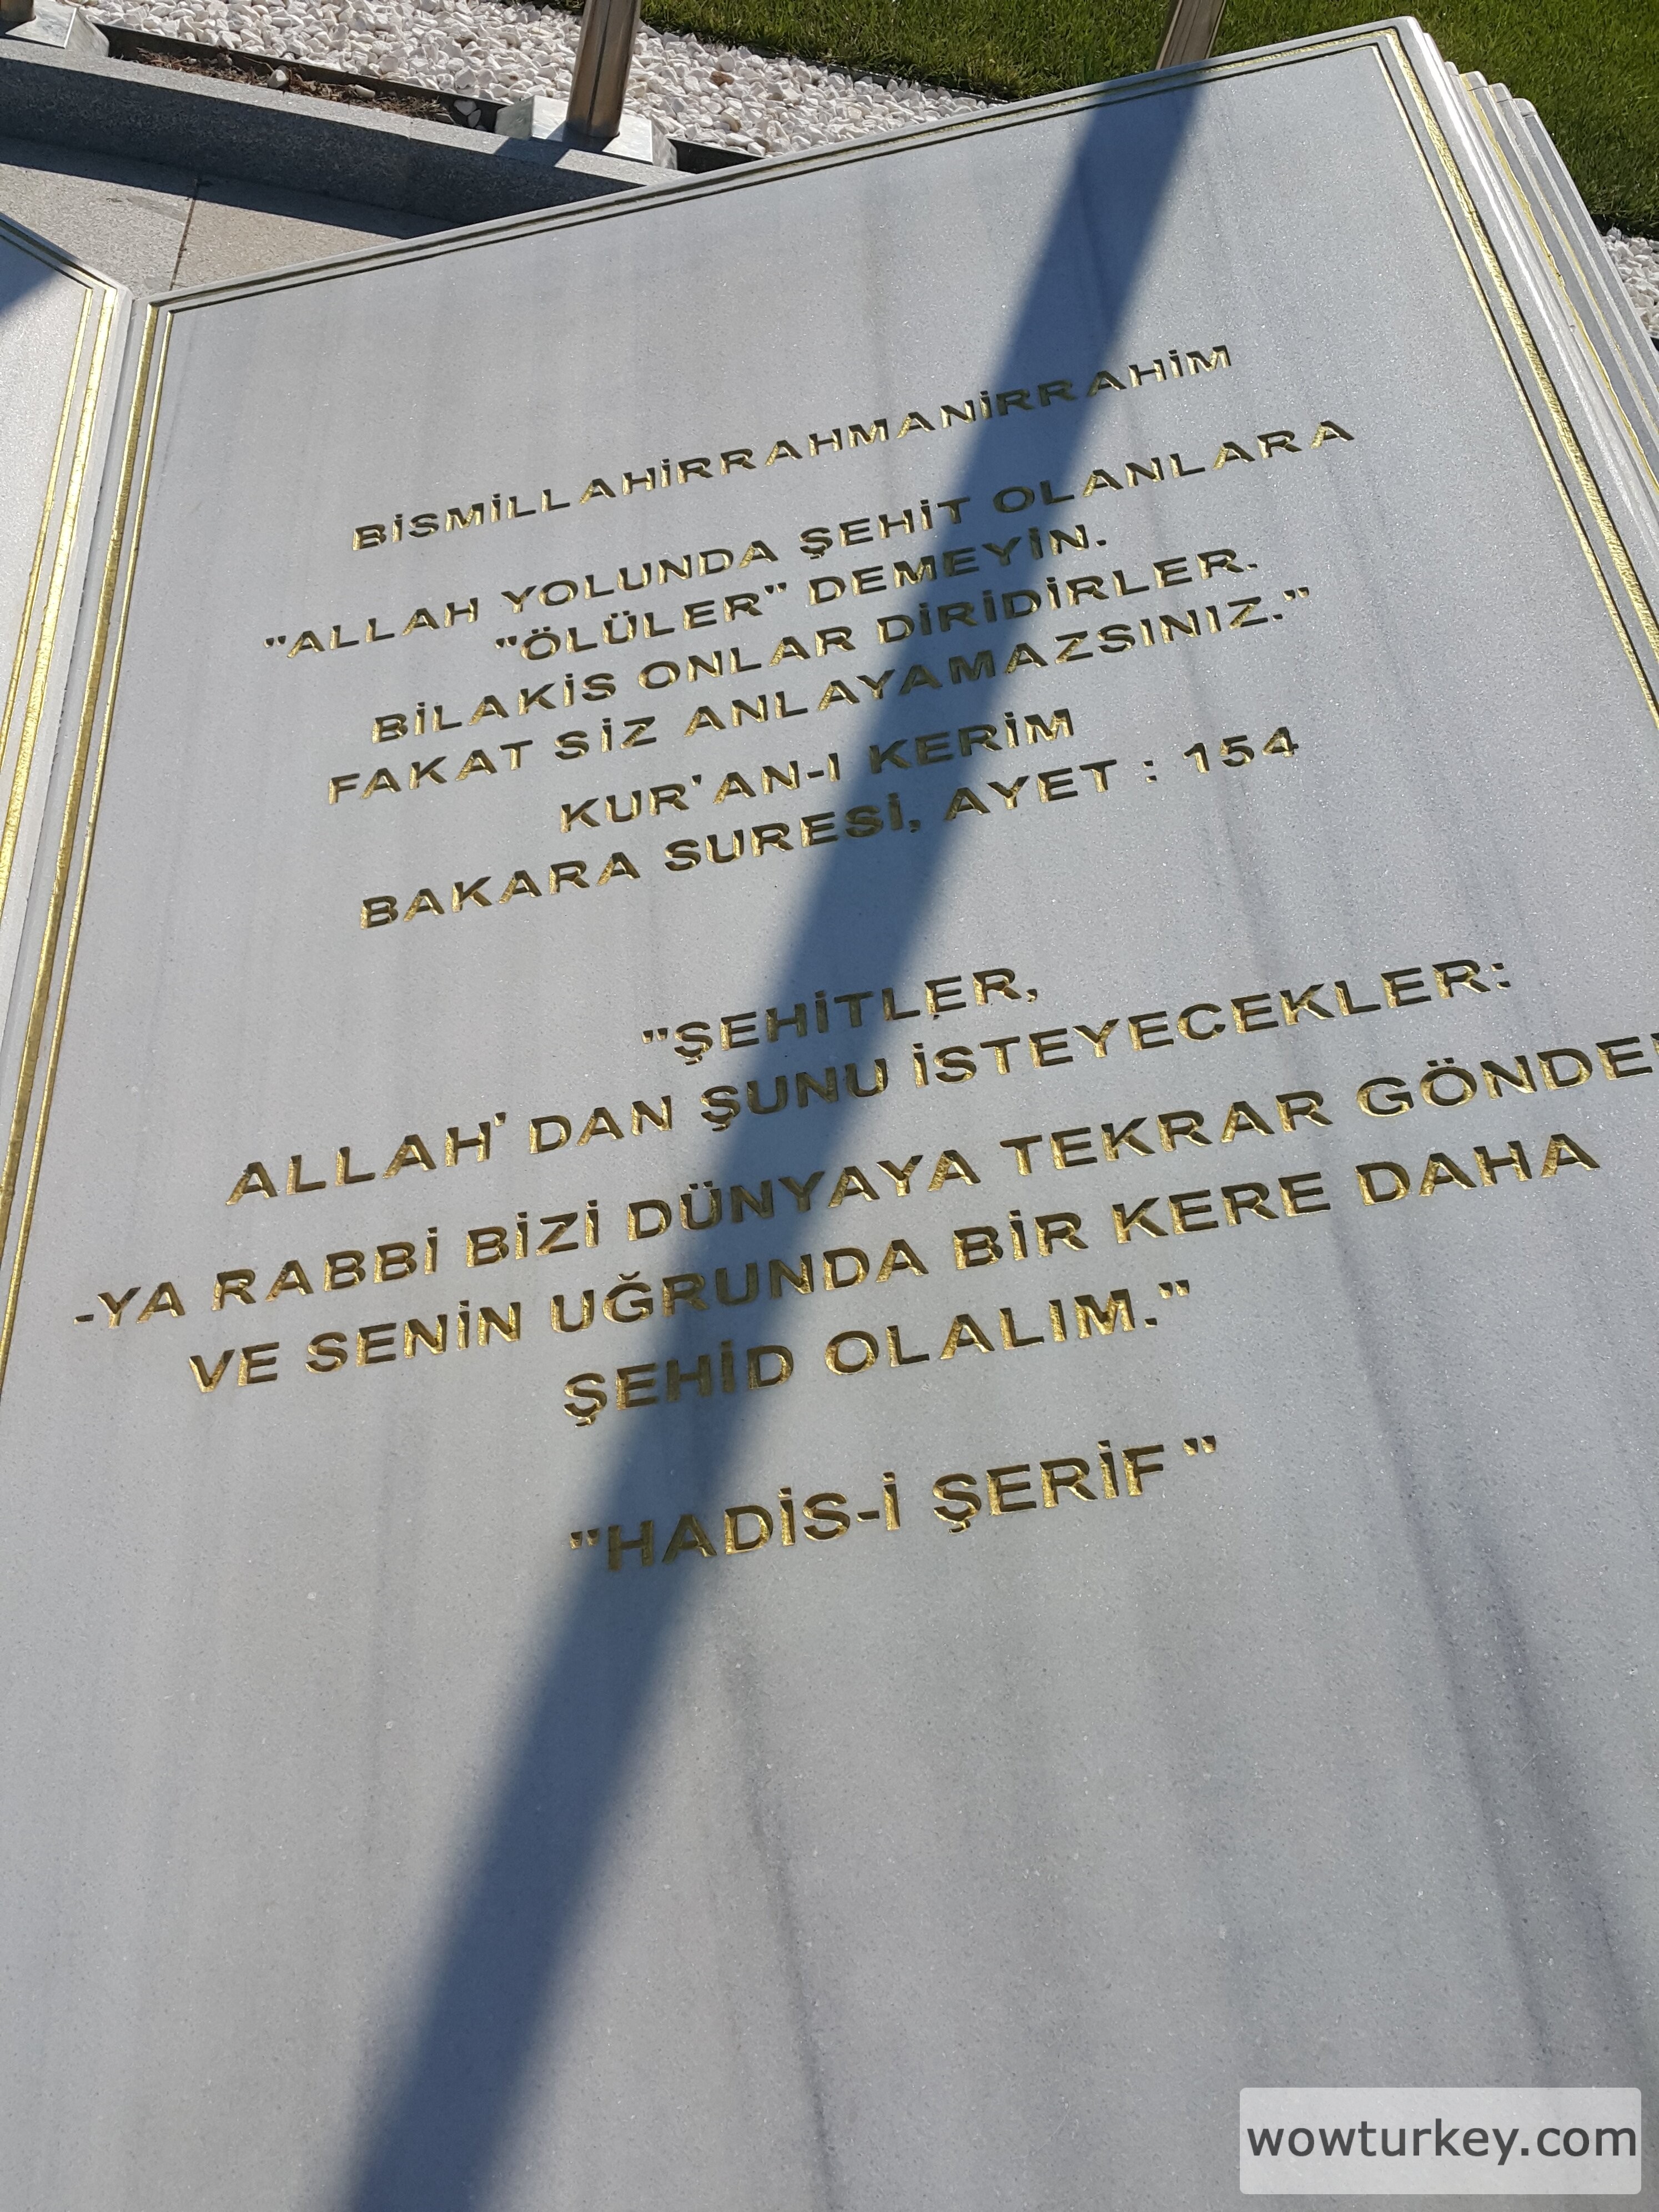 BİSMİLLAHİRRAHMANİRRAHİM
"ALLAH YOLUNDA ŞEHİT OLANLARA
"ÖLÜLER" DEMEYİN.
BİLAKİS ONLAR DİRİDİRLER.
FAKAT SİZ ANLAYAMAZSINIZ."
KUR'AN-I KERİM
BAKARA SURESİ, AYET : 154
"ŞEHİTLER,
ALLAH'DAN ŞUNU İSTEYECEKLER:
-YA RABBİ BİZİ DÜNYAYA TEKRAR
VE SENİN UĞRUNDA BİR KERE DAHA
ŞEHİD OLALIM."
"HADİS-İ ŞERİF"
wowturkey.com